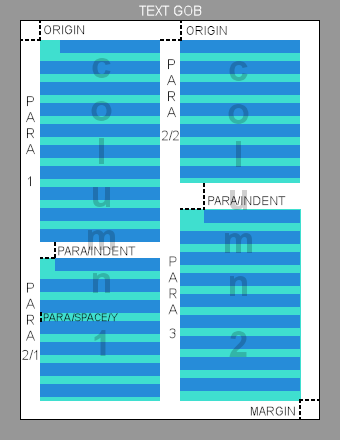 TEXT GOB
ORIGIN
ORIGIN
PARA
1
column 1
PARA/INDENT
PARA
2/1
PARA/SPACE/Y
PARA
2/2
column 2
PARA/INDENT
PARA
3
MARGIN